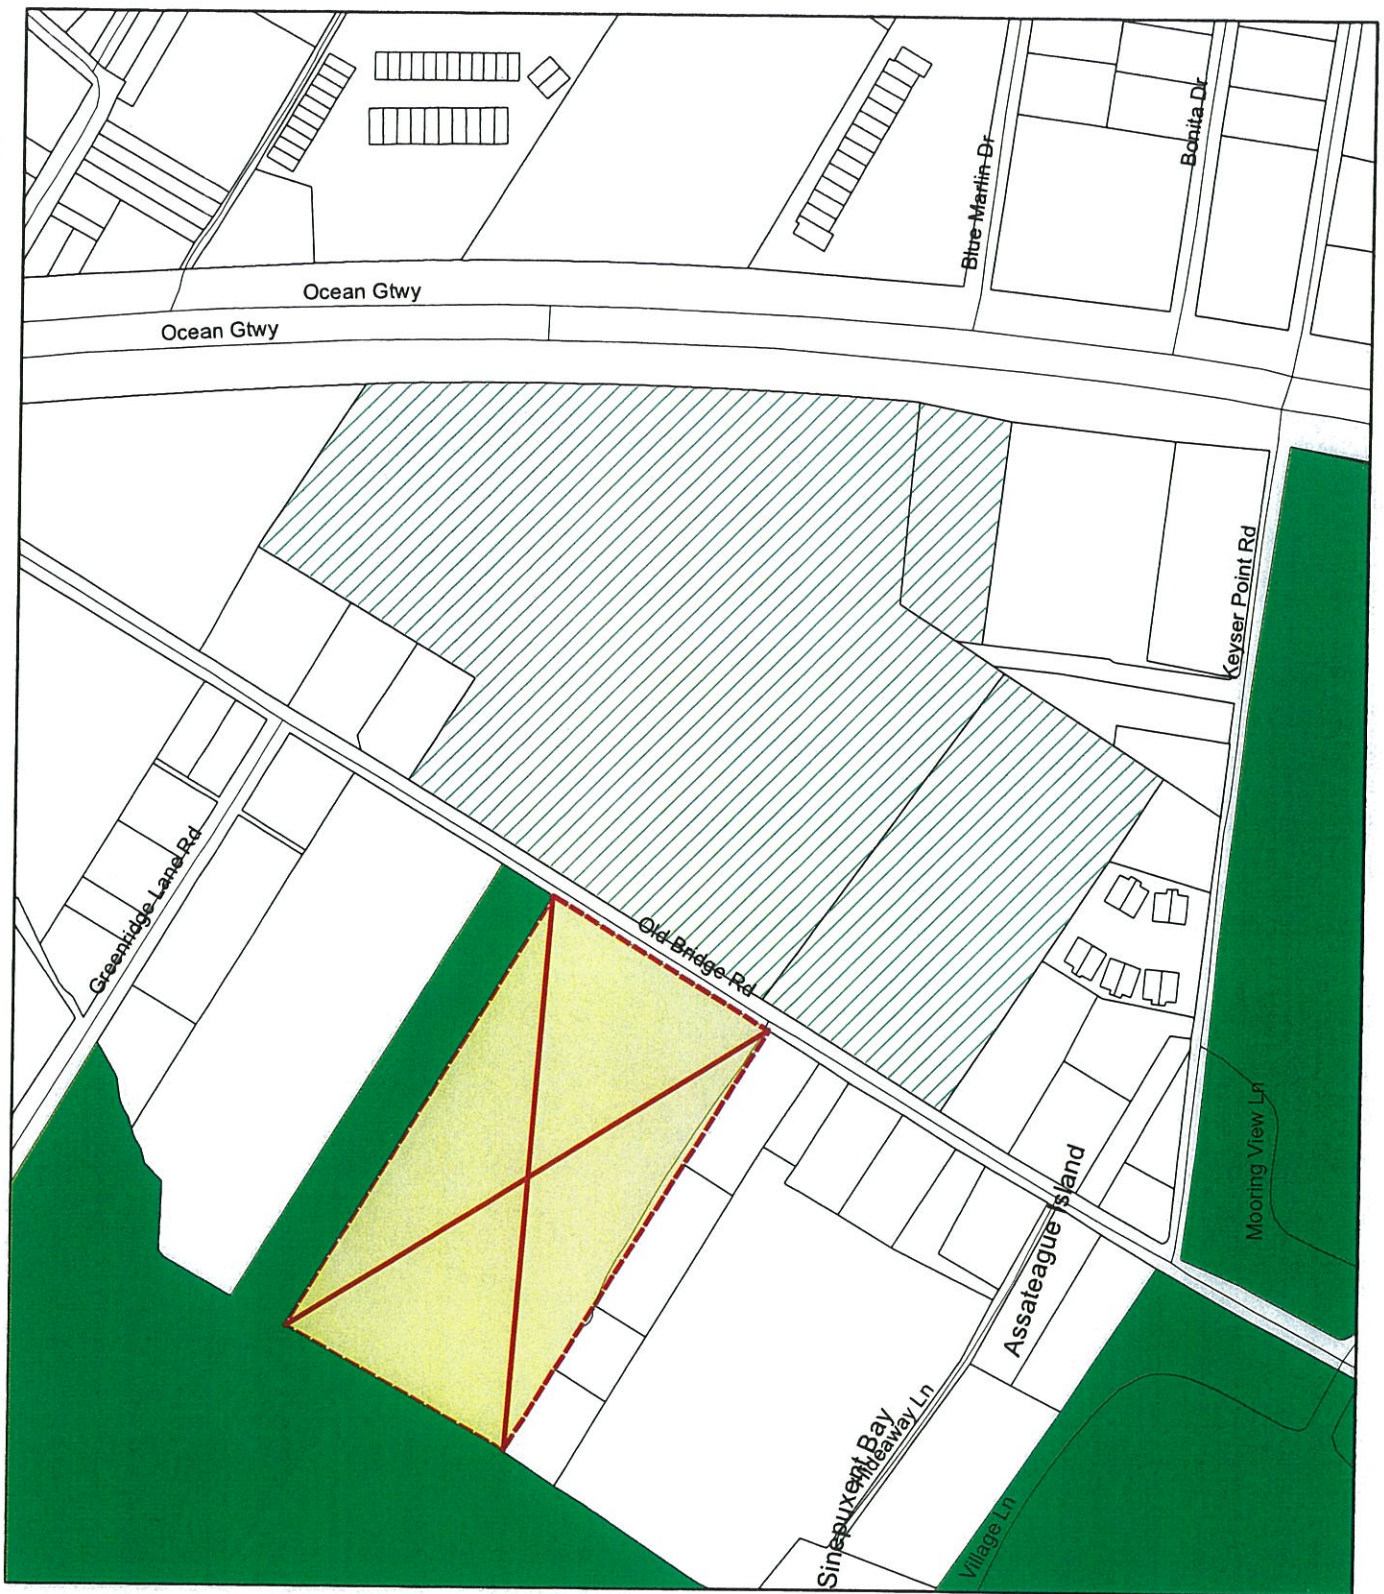 Bonita Dr
Blue Marlin Dr
Ocean Gtwy
Ocean Gtwy
Keyser Point Rd
Greenridge Lane Rd
Old Bridge Rd
Mooring View Ln
Assateague Island
Hideaway Ln
Sinepuxent Bay
Village Ln